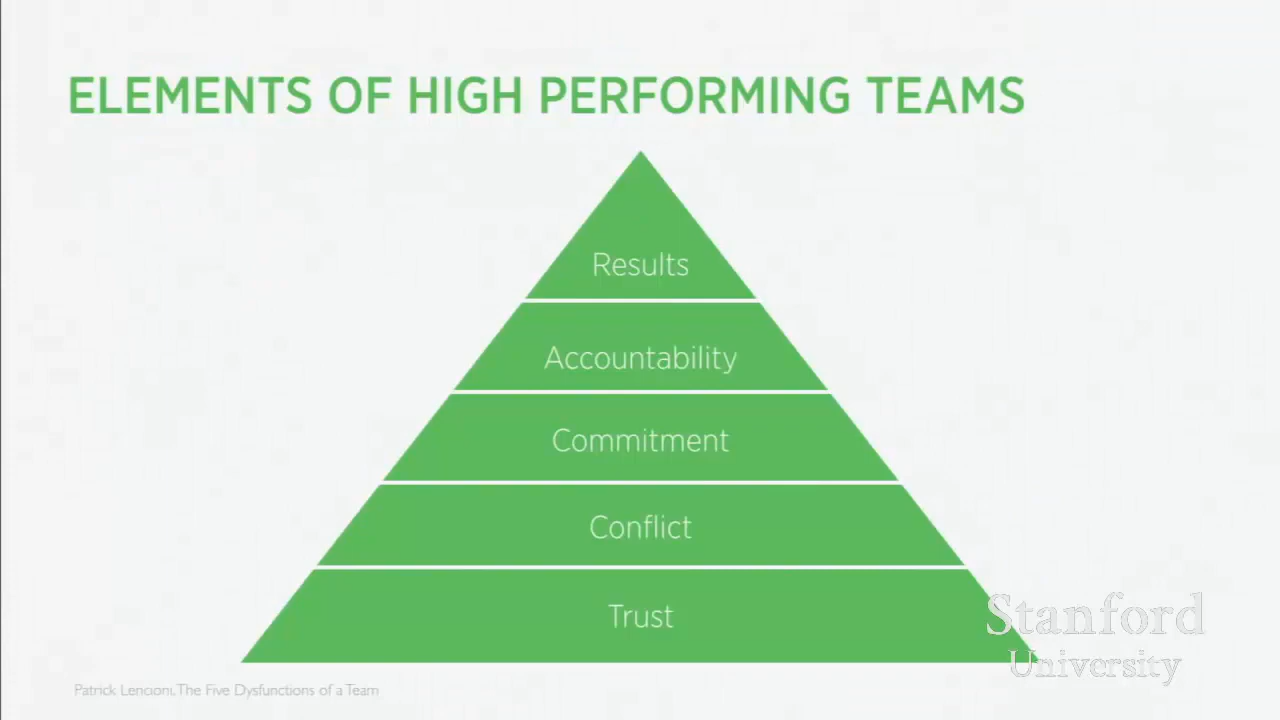 ELEMENTS OF HIGH PERFORMING TEAMS
Results
Accountability
Commitment
Conflict
Trust
Stanford
University
Patrick Lencioni, The Five Dysfunctions of a Team